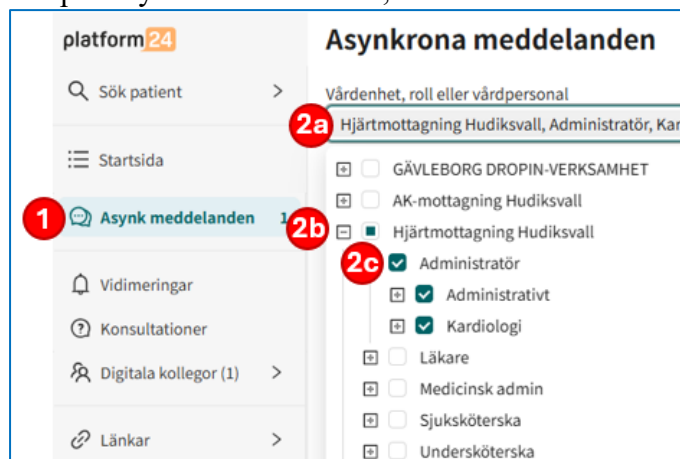 platform24
Sök patient
Startsida
1 Asynk meddelanden 1
Vidimeringar
Konsultationer
Digitala kollegor (1)
Länkar
Asynkrona meddelanden
Vårdenhet, roll eller vårdpersonal
2a Hjärtmottagning Hudiksvall, Administratör, Kar
GÄVLEBORG DROPIN-VERKSAMHET
AK-mottagning Hudiksvall
2b Hjärtmottagning Hudiksvall
2c Administratör
Administrativt
Kardiologi
Läkare
Medicinsk admin
Sjuksköterska
Undersköterska